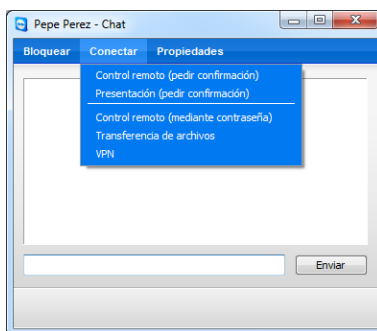 Pepe Perez - Chat
Bloquear Conectar Propiedades
Control remoto (pedir confirmación)
Presentación (pedir confirmación)
Control remoto (mediante contraseña)
Transferencia de archivos
VPN
Enviar